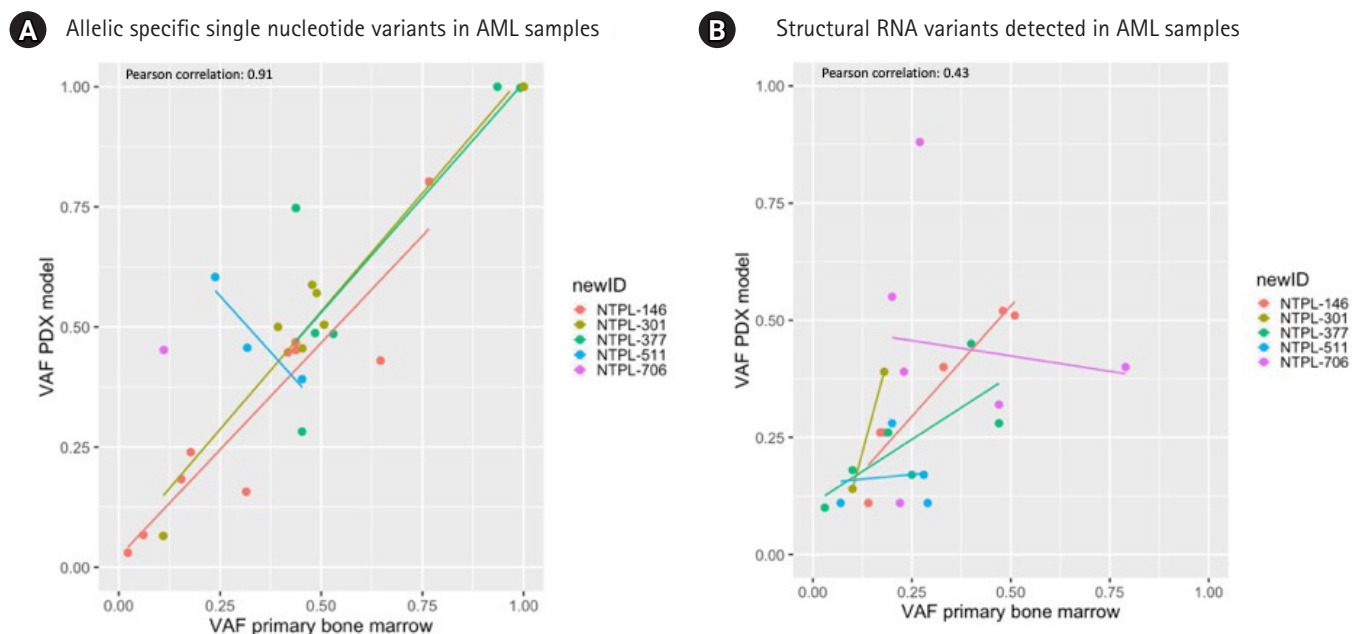 A Allelic specific single nucleotide variants in AML samples
Pearson correlation: 0.91
1.00
0.75
0.50
0.25
0.00
VAF PDX model
0.00 0.25 0.50 0.75 1.00
VAF primary bone marrow
newID
NTPL-146
NTPL-301
NTPL-377
NTPL-511
NTPL-706
B Structural RNA variants detected in AML samples
Pearson correlation: 0.43
1.00
0.75
0.50
0.25
0.00
VAF PDX model
0.00 0.25 0.50 0.75 1.00
VAF primary bone marrow
newID
NTPL-146
NTPL-301
NTPL-377
NTPL-511
NTPL-706